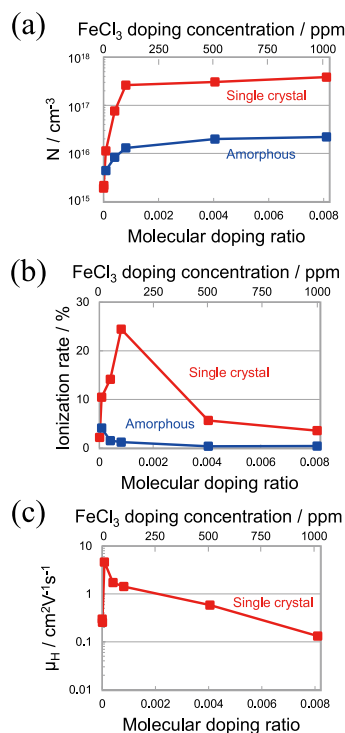 (a)
FeCl3 doping concentration / ppm
0 250 500 750 1000
N / cm-3
10^18
10^17
10^16
10^15
Single crystal
Amorphous
0 0.002 0.004 0.006 0.008
Molecular doping ratio
(b)
FeCl3 doping concentration / ppm
0 250 500 750 1000
Ionization rate / %
30
20
10
0
Single crystal
Amorphous
0 0.002 0.004 0.006 0.008
Molecular doping ratio
(c)
FeCl3 doping concentration / ppm
0 250 500 750 1000
μH / cm2V-1s-1
10
1
0.1
0.01
Single crystal
0 0.002 0.004 0.006 0.008
Molecular doping ratio